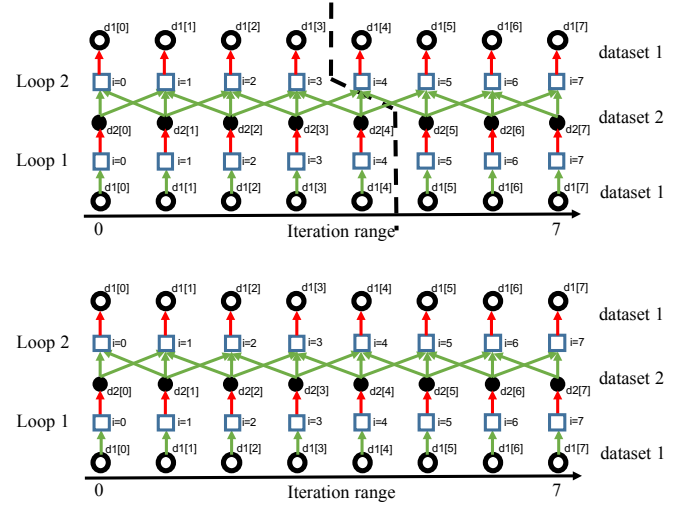 d1[0] d1[1] d1[2] d1[3] d1[4] d1[5] d1[6] d1[7] dataset 1
Loop 2 i=0 i=1 i=2 i=3 i=4 i=5 i=6 i=7
dataset 2
d2[0] d2[1] d2[2] d2[3] d2[4] d2[5] d2[6] d2[7]
Loop 1 i=0 i=1 i=2 i=3 i=4 i=5 i=6 i=7
d1[0] d1[1] d1[2] d1[3] d1[4] d1[5] d1[6] d1[7] dataset 1
0 Iteration range 7
d1[0] d1[1] d1[2] d1[3] d1[4] d1[5] d1[6] d1[7] dataset 1
Loop 2 i=0 i=1 i=2 i=3 i=4 i=5 i=6 i=7
dataset 2
d2[0] d2[1] d2[2] d2[3] d2[4] d2[5] d2[6] d2[7]
Loop 1 i=0 i=1 i=2 i=3 i=4 i=5 i=6 i=7
d1[0] d1[1] d1[2] d1[3] d1[4] d1[5] d1[6] d1[7] dataset 1
0 Iteration range 7